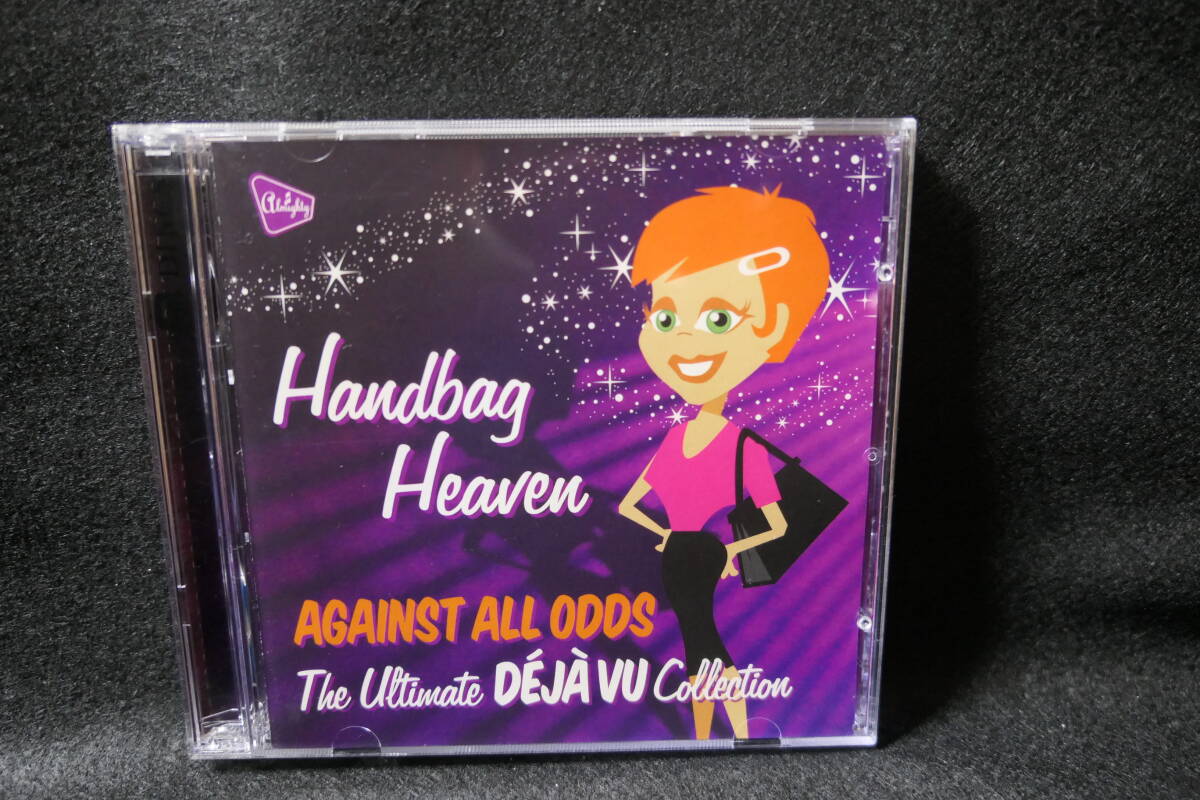 Almighty
Handbag
Heaven
AGAINST ALL ODDS
The Ultimate DÉJÀ VU Collection